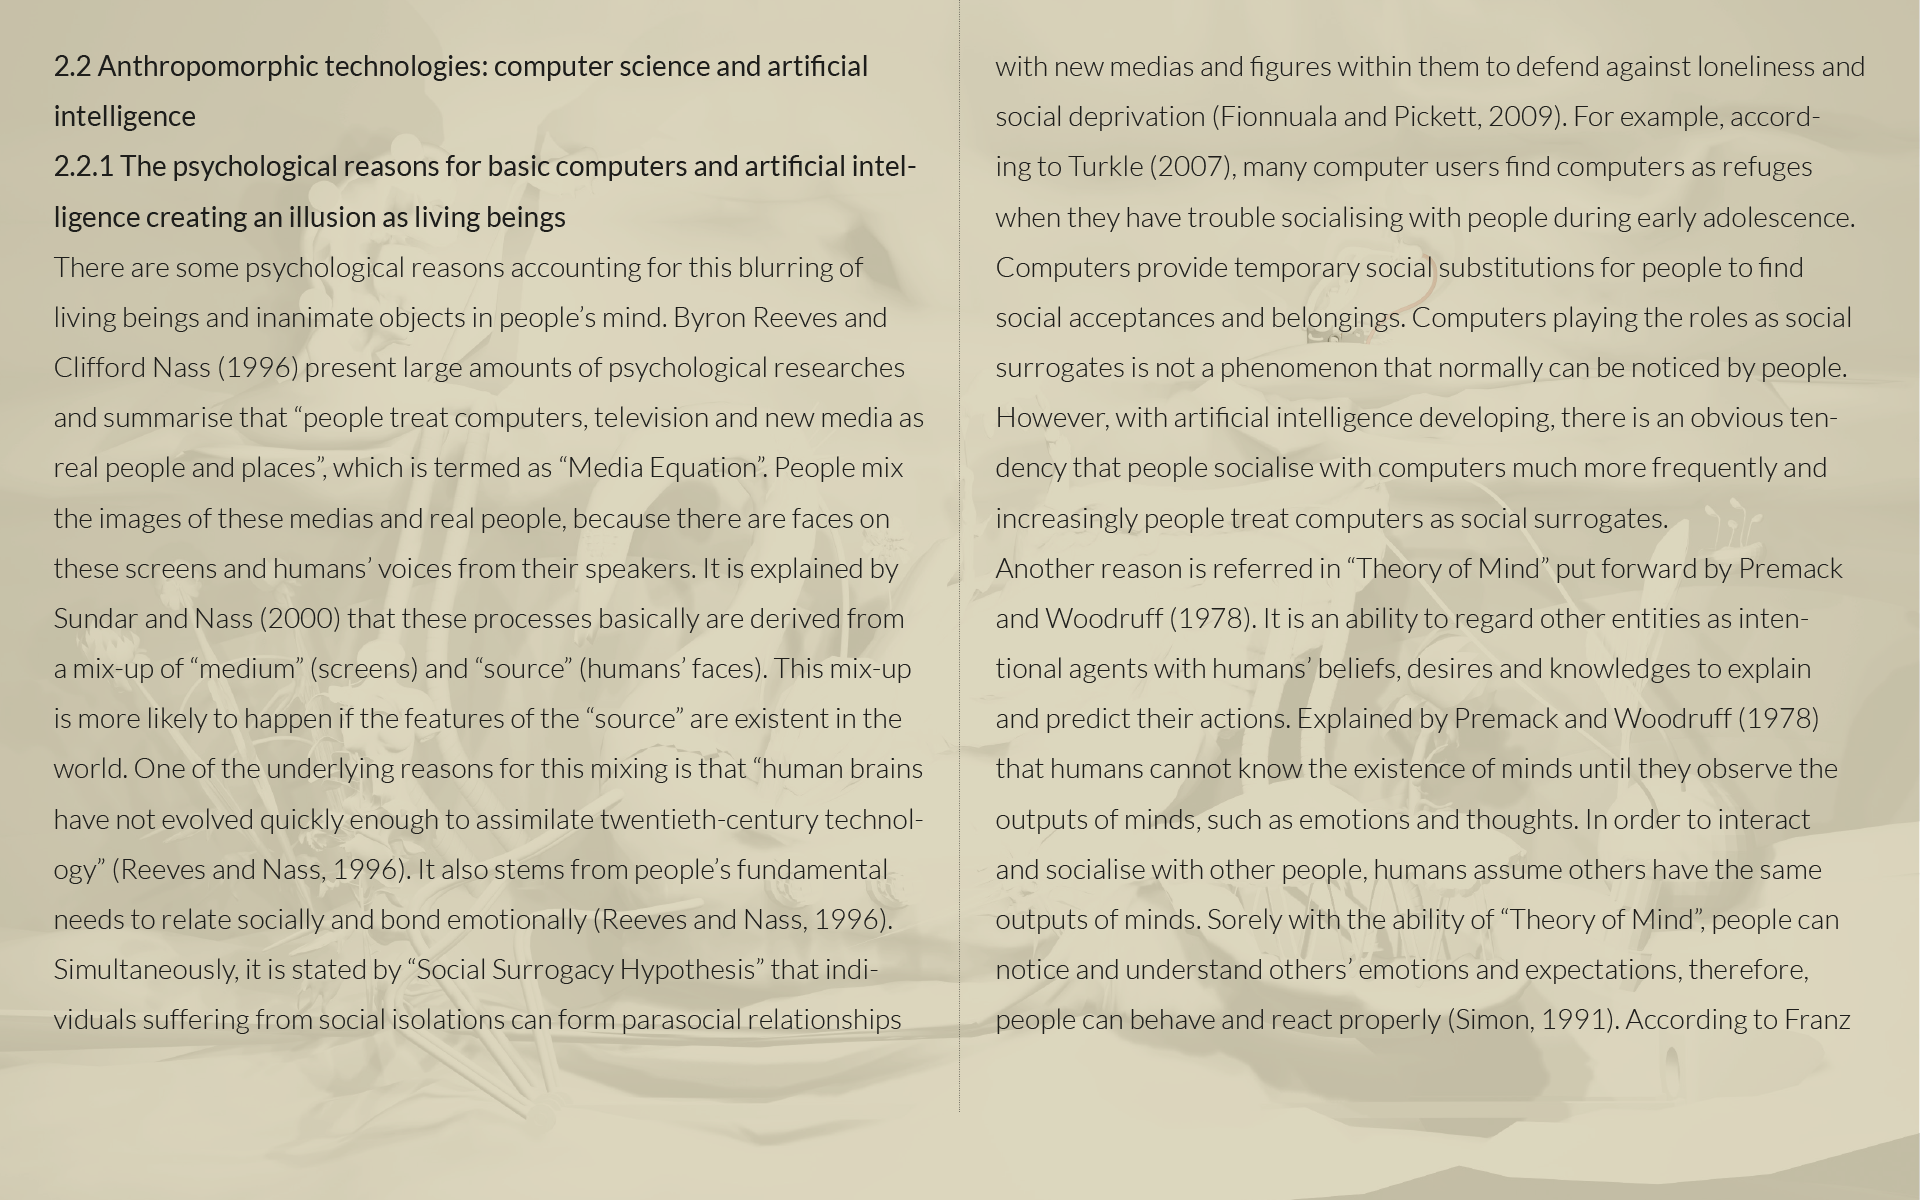 2.2 Anthropomorphic technologies: computer science and artificial
intelligence
2.2.1 The psychological reasons for basic computers and artificial intel-
ligence creating an illusion as living beings
There are some psychological reasons accounting for this blurring of
living beings and inanimate objects in people’s mind. Byron Reeves and
Clifford Nass (1996) present large amounts of psychological researches
and summarise that “people treat computers, television and new media as
real people and places”, which is termed as “Media Equation”. People mix
the images of these medias and real people, because there are faces on
these screens and humans’ voices from their speakers. It is explained by
Sundar and Nass (2000) that these processes basically are derived from
a mix-up of “medium” (screens) and “source” (humans’ faces). This mix-up
is more likely to happen if the features of the “source” are existent in the
world. One of the underlying reasons for this mixing is that “human brains
have not evolved quickly enough to assimilate twentieth-century technol-
ogy” (Reeves and Nass, 1996). It also stems from people’s fundamental
needs to relate socially and bond emotionally (Reeves and Nass, 1996).
Simultaneously, it is stated by “Social Surrogacy Hypothesis” that indi-
viduals suffering from social isolations can form parasocial relationships
with new medias and figures within them to defend against loneliness and
social deprivation (Fionnuala and Pickett, 2009). For example, accord-
ing to Turkle (2007), many computer users find computers as refuges
when they have trouble socialising with people during early adolescence.
Computers provide temporary social substitutions for people to find
social acceptances and belongings. Computers playing the roles as social
surrogates is not a phenomenon that normally can be noticed by people.
However, with artificial intelligence developing, there is an obvious ten-
dency that people socialise with computers much more frequently and
increasingly people treat computers as social surrogates.
Another reason is referred in “Theory of Mind” put forward by Premack
and Woodruff (1978). It is an ability to regard other entities as inten-
tional agents with humans’ beliefs, desires and knowledges to explain
and predict their actions. Explained by Premack and Woodruff (1978)
that humans cannot know the existence of minds until they observe the
outputs of minds, such as emotions and thoughts. In order to interact
and socialise with other people, humans assume others have the same
outputs of minds. Sorely with the ability of “Theory of Mind”, people can
notice and understand others’ emotions and expectations, therefore,
people can behave and react properly (Simon, 1991). According to Franz